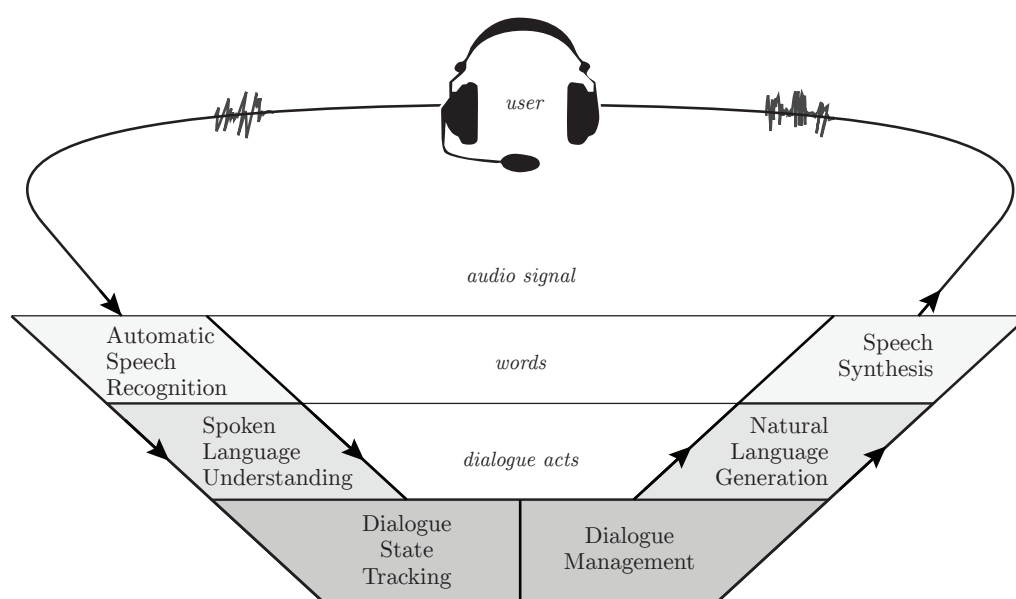 user
audio signal
Automatic
Speech
Recognition
words
Speech
Synthesis
Spoken
Language
Understanding
dialogue acts
Natural
Language
Generation
Dialogue
State
Tracking
Dialogue
Management